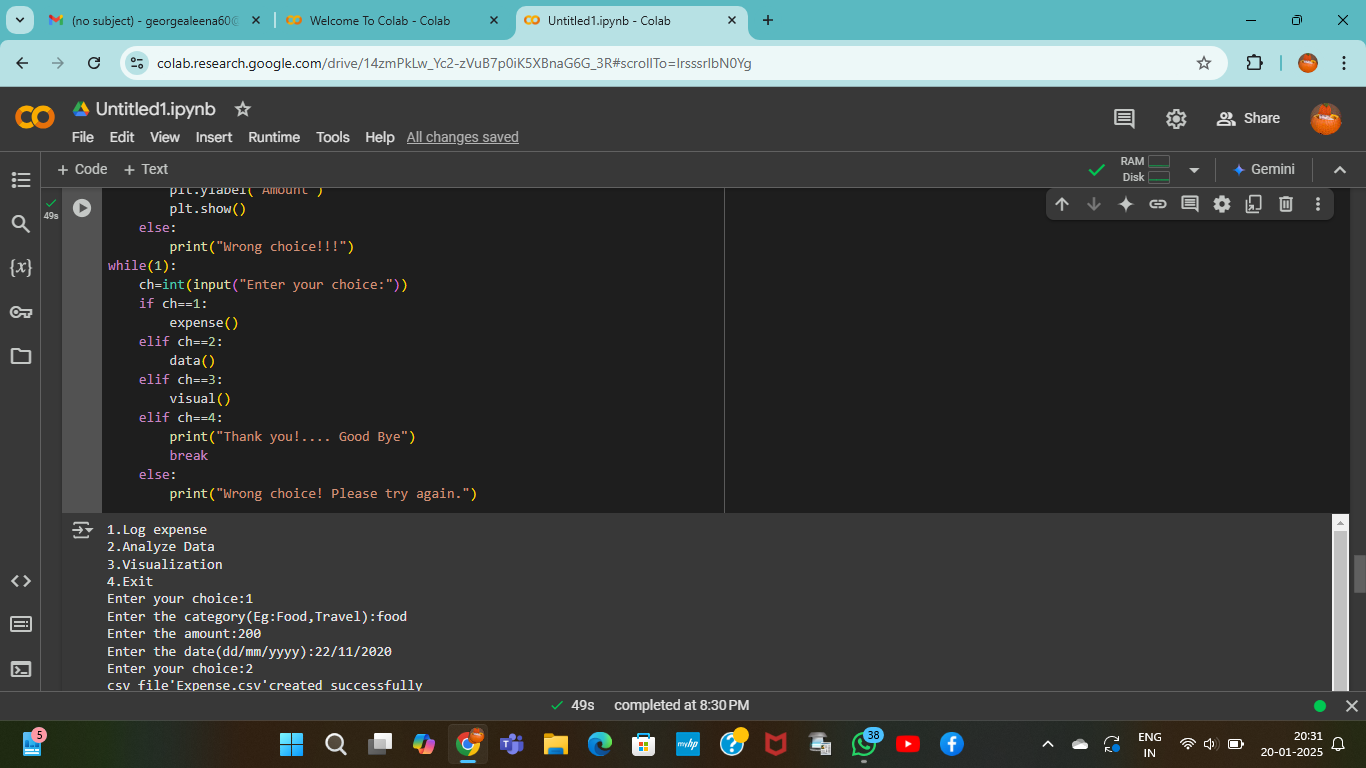 (no subject) - georgealeena60@
Welcome To Colab - Colab
Untitled1.ipynb - Colab
colab.research.google.com/drive/14zmPkLw_Yc2-zVuB7p0iK5XBnaG6G_3R#scrollTo=lrsssrlbN0Yg
Untitled1.ipynb
File Edit View Insert Runtime Tools Help All changes saved
Share
+ Code + Text
RAM
Disk
Gemini
49s
plt.ylabel("Amount")
plt.show()
else:
print("Wrong choice!!!")
while(1):
ch=int(input("Enter your choice:"))
if ch==1:
expense()
elif ch==2:
data()
elif ch==3:
visual()
elif ch==4:
print("Thank you!.... Good Bye")
break
else:
print("Wrong choice! Please try again.")
1.Log expense
2.Analyze Data
3.Visualization
4.Exit
Enter your choice:1
Enter the category(Eg:Food,Travel):food
Enter the amount:200
Enter the date(dd/mm/yyyy):22/11/2020
Enter your choice:2
csv file'Expense.csv'created successfully
49s completed at 8:30 PM
5
myhp
38
ENG
IN
20:31
20-01-2025